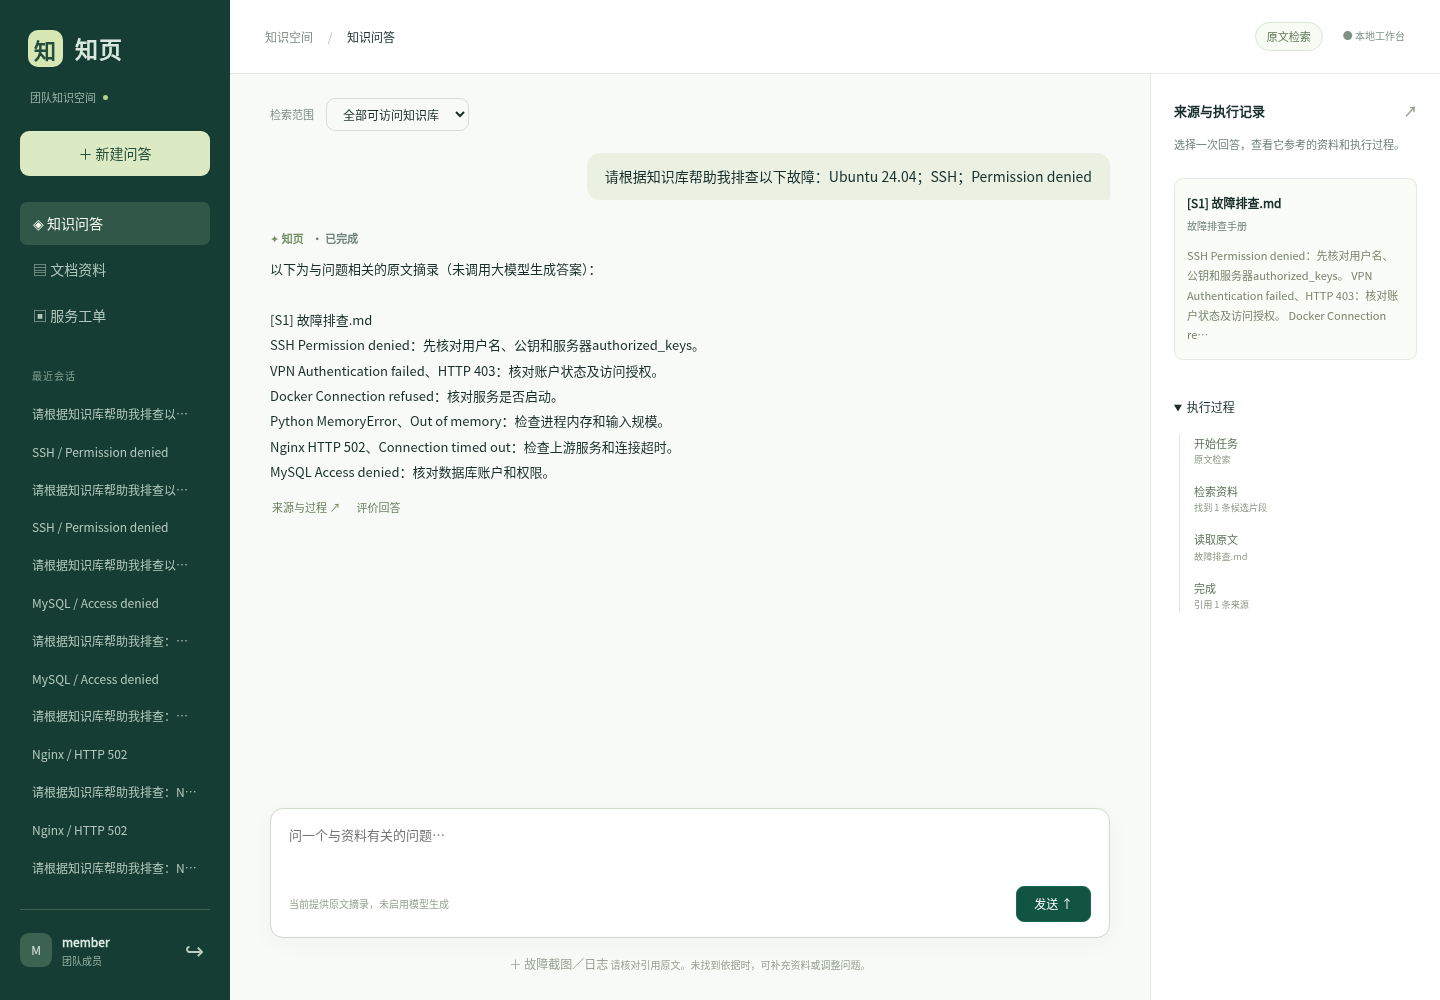 知 知页
团队知识空间
＋ 新建问答
◈ 知识问答
▤ 文档资料
▣ 服务工单
最近会话
请根据知识库帮助我排查以…
SSH / Permission denied
请根据知识库帮助我排查以…
SSH / Permission denied
请根据知识库帮助我排查以…
MySQL / Access denied
请根据知识库帮助我排查：…
MySQL / Access denied
请根据知识库帮助我排查：…
Nginx / HTTP 502
请根据知识库帮助我排查：N…
Nginx / HTTP 502
请根据知识库帮助我排查：N…
M
member
团队成员
↪
知识空间 / 知识问答
原文检索
● 本地工作台
检索范围 全部可访问知识库
请根据知识库帮助我排查以下故障：Ubuntu 24.04；SSH；Permission denied
✦ 知页 · 已完成
以下为与问题相关的原文摘录（未调用大模型生成答案）：
[S1] 故障排查.md
SSH Permission denied：先核对用户名、公钥和服务器authorized_keys。
VPN Authentication failed、HTTP 403：核对账户状态及访问授权。
Docker Connection refused：核对服务是否启动。
Python MemoryError、Out of memory：检查进程内存和输入规模。
Nginx HTTP 502、Connection timed out：检查上游服务和连接超时。
MySQL Access denied：核对数据库账户和权限。
来源与过程 ↗ 评价回答
问一个与资料有关的问题…
当前提供原文摘录，未启用模型生成
发送 ↑
＋ 故障截图／日志 请核对引用原文。未找到依据时，可补充资料或调整问题。
来源与执行记录 ↗
选择一次回答，查看它参考的资料和执行过程。
[S1] 故障排查.md
故障排查手册
SSH Permission denied：先核对用户名、
公钥和服务器authorized_keys。 VPN
Authentication failed、HTTP 403：核对账
户状态及访问授权。 Docker Connection
re…
▼ 执行过程
开始任务
原文检索
检索资料
找到 1 条候选片段
读取原文
故障排查.md
完成
引用 1 条来源